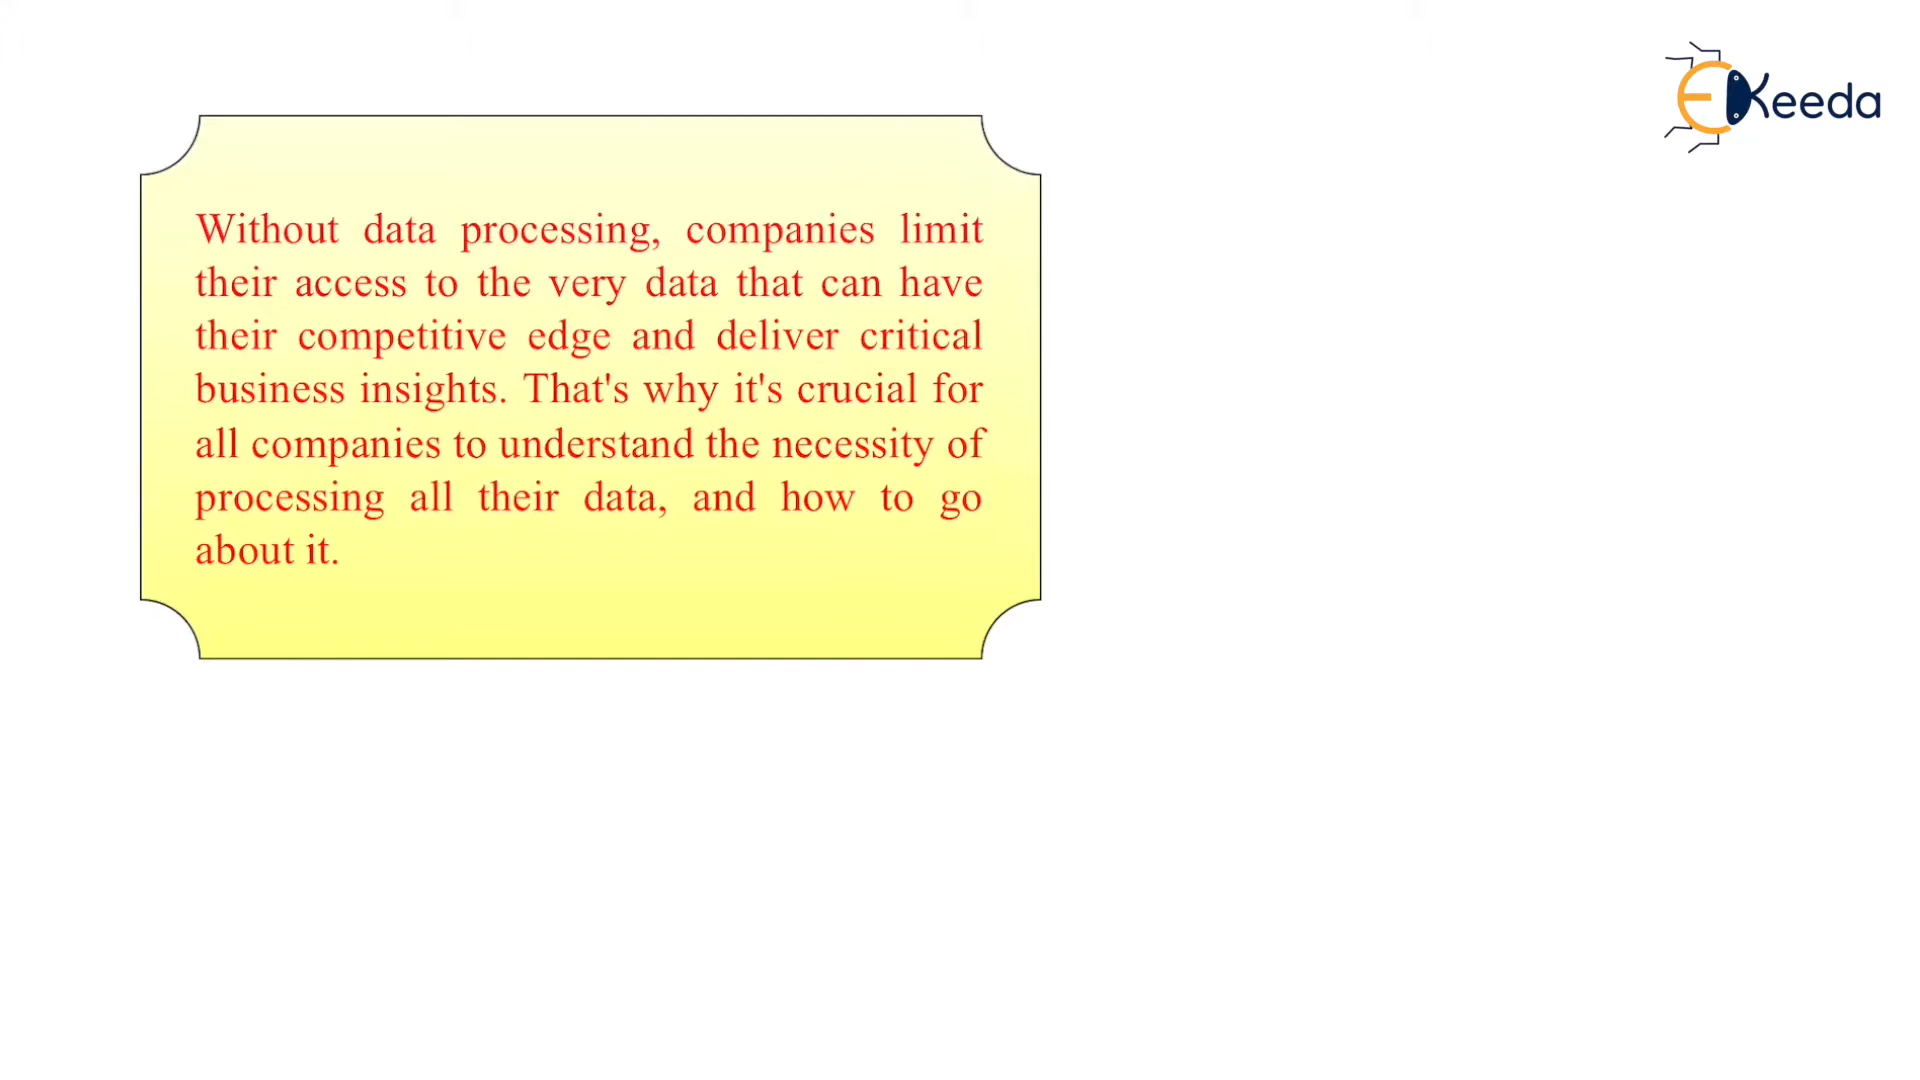 EKeeda
Without data processing, companies limit
their access to the very data that can have
their competitive edge and deliver critical
business insights. That's why it's crucial for
all companies to understand the necessity of
processing all their data, and how to go
about it.